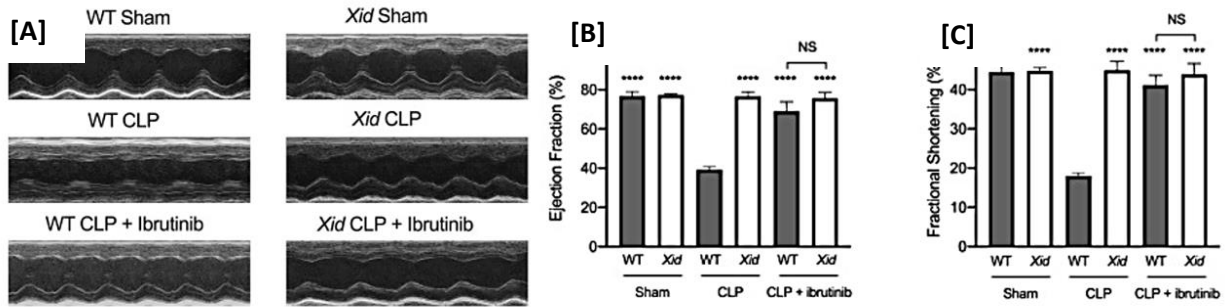 [A]
WT Sham
Xid Sham
WT CLP
Xid CLP
WT CLP + Ibrutinib
Xid CLP + Ibrutinib
[B]
NS
**** **** **** **** ****
Ejection Fraction (%)
80
60
40
20
0
WT Xid WT Xid WT Xid
Sham CLP CLP + ibrutinib
[C]
NS
**** **** **** ****
Fractional Shortening (%
40
30
20
10
0
WT Xid WT Xid WT Xid
Sham CLP CLP + ibrutinib